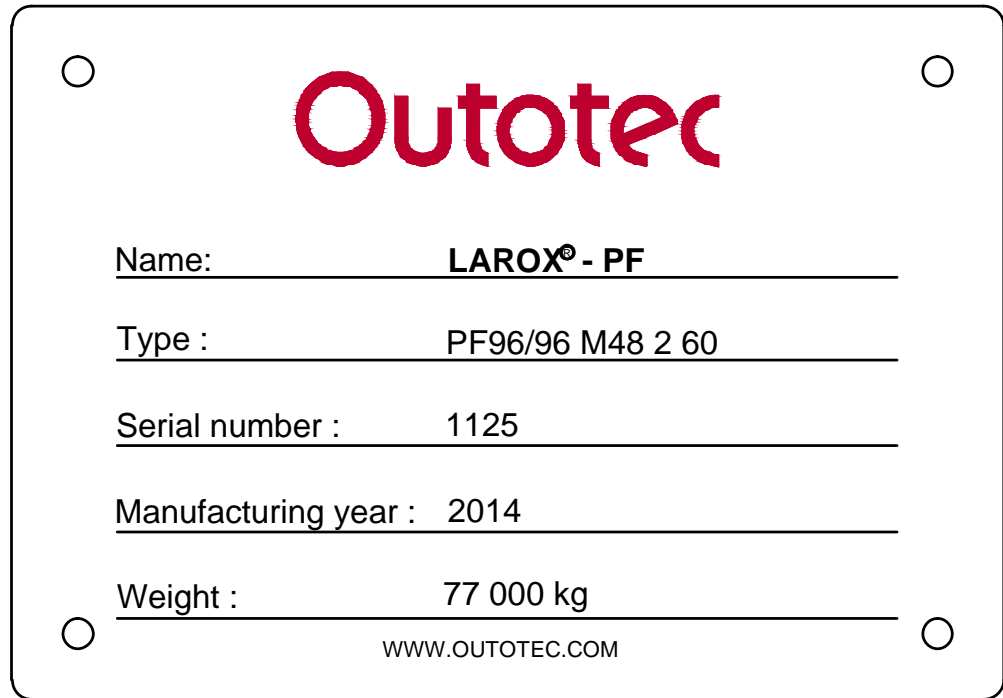 Outotec
Name: LAROX® - PF
Type : PF96/96 M48 2 60
Serial number : 1125
Manufacturing year : 2014
Weight : 77 000 kg
WWW.OUTOTEC.COM